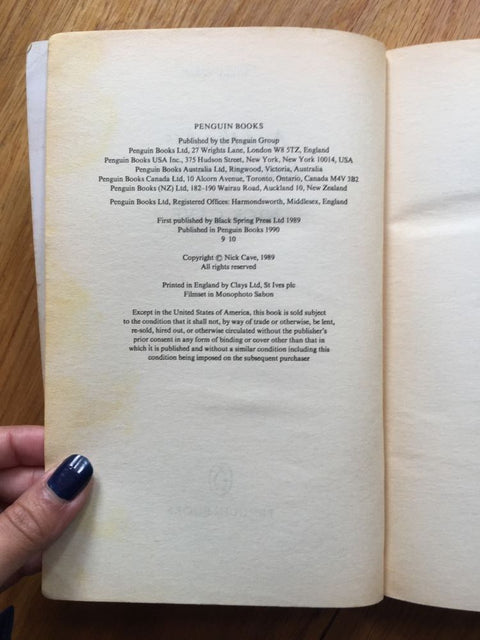 PENGUIN BOOKS
Published by the Penguin Group
Penguin Books Ltd, 27 Wrights Lane, London W8 5TZ, England
Penguin Books USA Inc., 375 Hudson Street, New York, New York 10014, USA
Penguin Books Australia Ltd, Ringwood, Victoria, Australia
Penguin Books Canada Ltd, 10 Alcorn Avenue, Toronto, Ontario, Canada M4V 3B2
Penguin Books (NZ) Ltd, 182–190 Wairau Road, Auckland 10, New Zealand
Penguin Books Ltd, Registered Offices: Harmondsworth, Middlesex, England
First published by Black Spring Press Ltd 1989
Published in Penguin Books 1990
9 10
Copyright © Nick Cave, 1989
All rights reserved
Printed in England by Clays Ltd, St Ives plc
Filmset in Monophoto Sabon
Except in the United States of America, this book is sold subject
to the condition that it shall not, by way of trade or otherwise, be lent,
re-sold, hired out, or otherwise circulated without the publisher's
prior consent in any form of binding or cover other than that in
which it is published and without a similar condition including this
condition being imposed on the subsequent purchaser